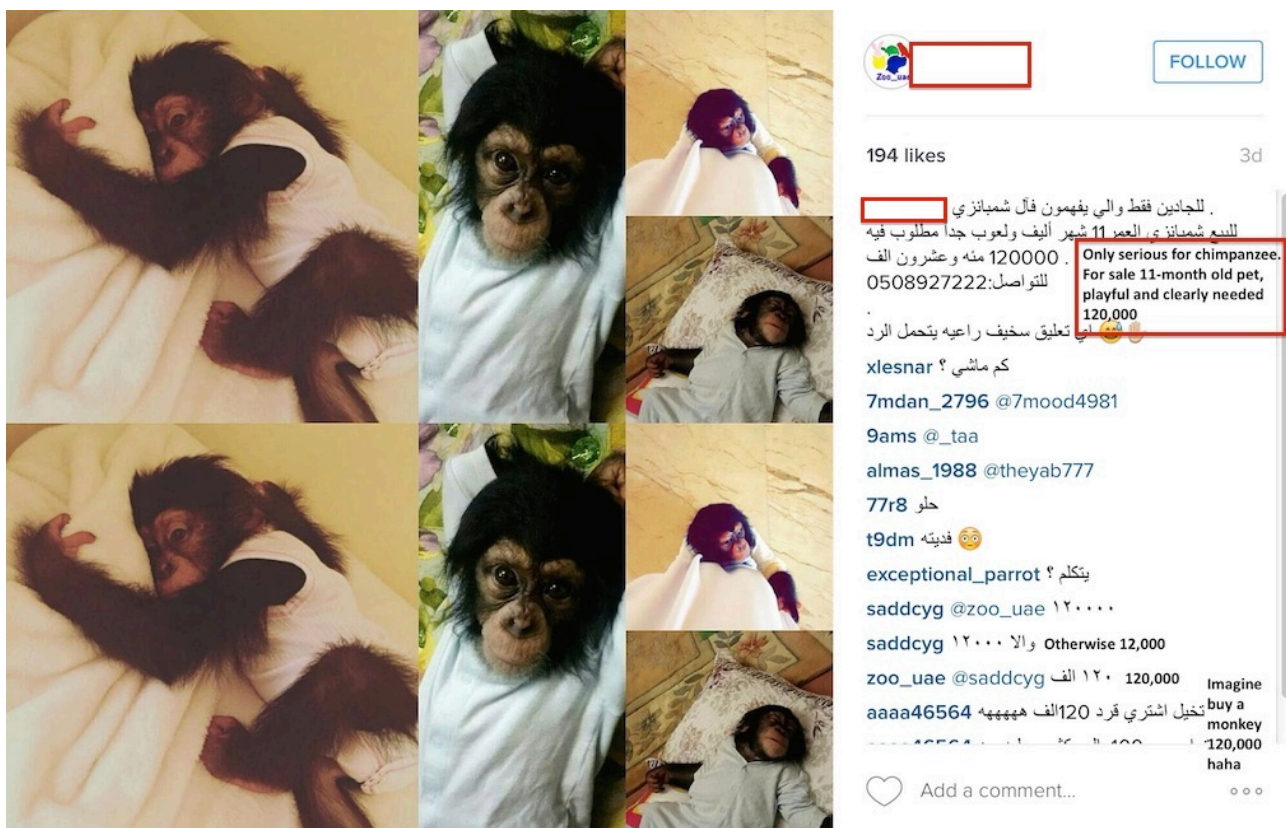 Zoo_uae
FOLLOW
194 likes
3d
. للجادين فقط والي يفهمون فآل شمبانزي
للبيع شمبانزي العمر 11 شهر أليف ولعوب جداً مطلوب فيه
120000 منه وعشرون الف .
للتواصل:0508927222
.
اي تعليق سخيف راعيه يتحمل الرد
Only serious for chimpanzee.
For sale 11-month old pet,
playful and clearly needed
120,000
xlesnar كم ماشي ؟
7mdan_2796 @7mood4981
9ams @_taa
almas_1988 @theyab777
77r8 حلو
t9dm فديته 😳
exceptional_parrot يتكلم ؟
saddcyg @zoo_uae ١٢٠٠٠٠
saddcyg والا ١٢٠٠٠ Otherwise 12,000
zoo_uae @saddcyg ١٢٠ الف 120,000
aaaa46564 تخيل اشتري قرد 120الف هههههه
Imagine
buy a
monkey
120,000
haha
Add a comment...